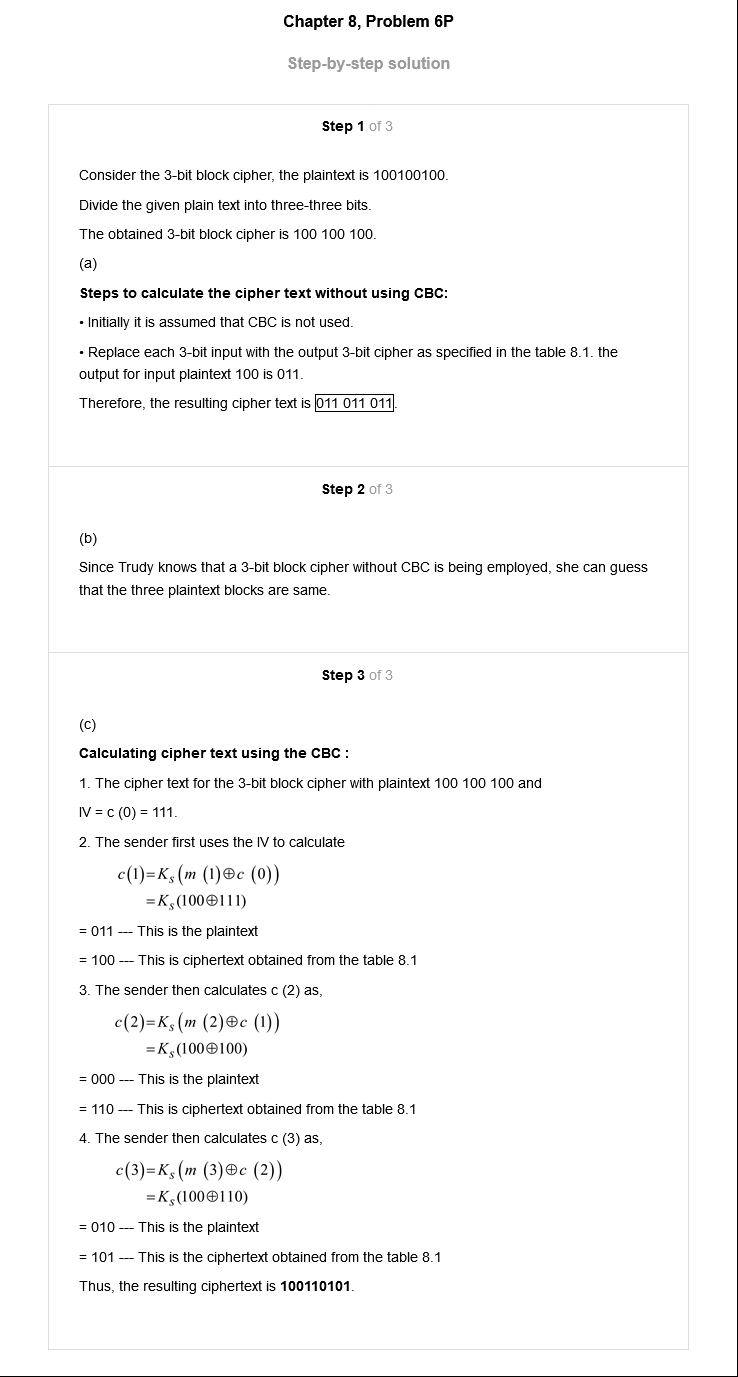 Chapter 8, Problem 6P
Step-by-step solution
Step 1 of 3
Consider the 3-bit block cipher, the plaintext is 100100100.
Divide the given plain text into three-three bits.
The obtained 3-bit block cipher is 100 100 100.
(a)
Steps to calculate the cipher text without using CBC:
• Initially it is assumed that CBC is not used.
• Replace each 3-bit input with the output 3-bit cipher as specified in the table 8.1. the
output for input plaintext 100 is 011.
Therefore, the resulting cipher text is 011 011 011.
Step 2 of 3
(b)
Since Trudy knows that a 3-bit block cipher without CBC is being employed, she can guess
that the three plaintext blocks are same.
Step 3 of 3
(c)
Calculating cipher text using the CBC :
1. The cipher text for the 3-bit block cipher with plaintext 100 100 100 and
IV = c (0) = 111.
2. The sender first uses the IV to calculate
c(1)=K_S(m (1)⊕c (0))
=K_S(100⊕111)
= 011 --- This is the plaintext
= 100 --- This is ciphertext obtained from the table 8.1
3. The sender then calculates c (2) as,
c(2)=K_S(m (2)⊕c (1))
=K_S(100⊕100)
= 000 --- This is the plaintext
= 110 --- This is ciphertext obtained from the table 8.1
4. The sender then calculates c (3) as,
c(3)=K_S(m (3)⊕c (2))
=K_S(100⊕110)
= 010 --- This is the plaintext
= 101 --- This is the ciphertext obtained from the table 8.1
Thus, the resulting ciphertext is 100110101.